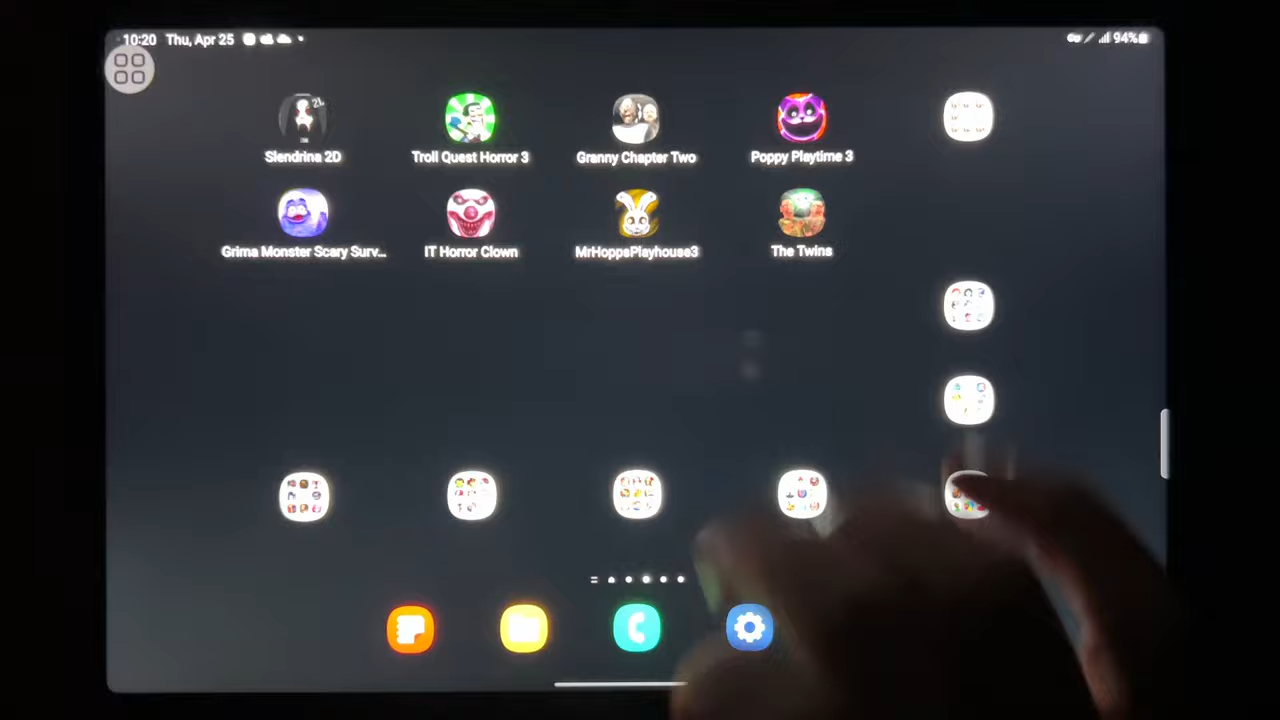 10:20 Thu, Apr 25 94%
Slendrina 2D Troll Quest Horror 3 Granny Chapter Two Poppy Playtime 3
Grima Monster Scary Surv... IT Horror Clown MrHoppsPlayhouse3 The Twins